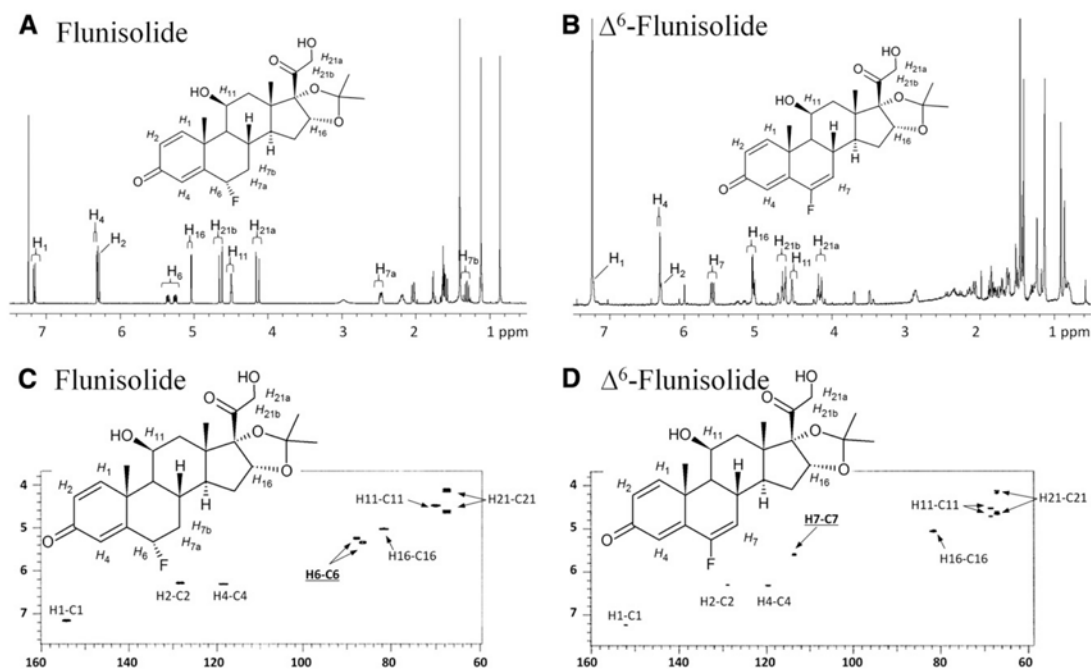 A Flunisolide
HO
H21a
H21b
O
H11
HO
O
O
H1
H2
H
H
H16
H7b
H7a
O
H4
H6
F
H1
H4
H2
H6
H16
H21b
H11
H21a
H7a
H7b
7 6 5 4 3 2 1 ppm
B Δ⁶-Flunisolide
HO
H21a
H21b
O
H11
HO
O
O
H1
H2
H
H
H16
O
H4
H7
F
H1
H4
H2
H7
H16
H21b
H11
H21a
7 6 5 4 3 2 1 ppm
C Flunisolide
HO
H21a
H21b
O
H11
HO
O
O
H1
H2
H
H
H16
H7b
H7a
O
H4
H6
F
4
5
6
7
H11-C11
H21-C21
H16-C16
H6-C6
H2-C2
H4-C4
H1-C1
160 140 120 100 80 60
D Δ⁶-Flunisolide
HO
H21a
H21b
O
H11
HO
O
O
H1
H2
H
H
H16
O
H4
H7
F
4
5
6
7
H11-C11
H21-C21
H7-C7
H16-C16
H2-C2
H4-C4
H1-C1
160 140 120 100 80 60